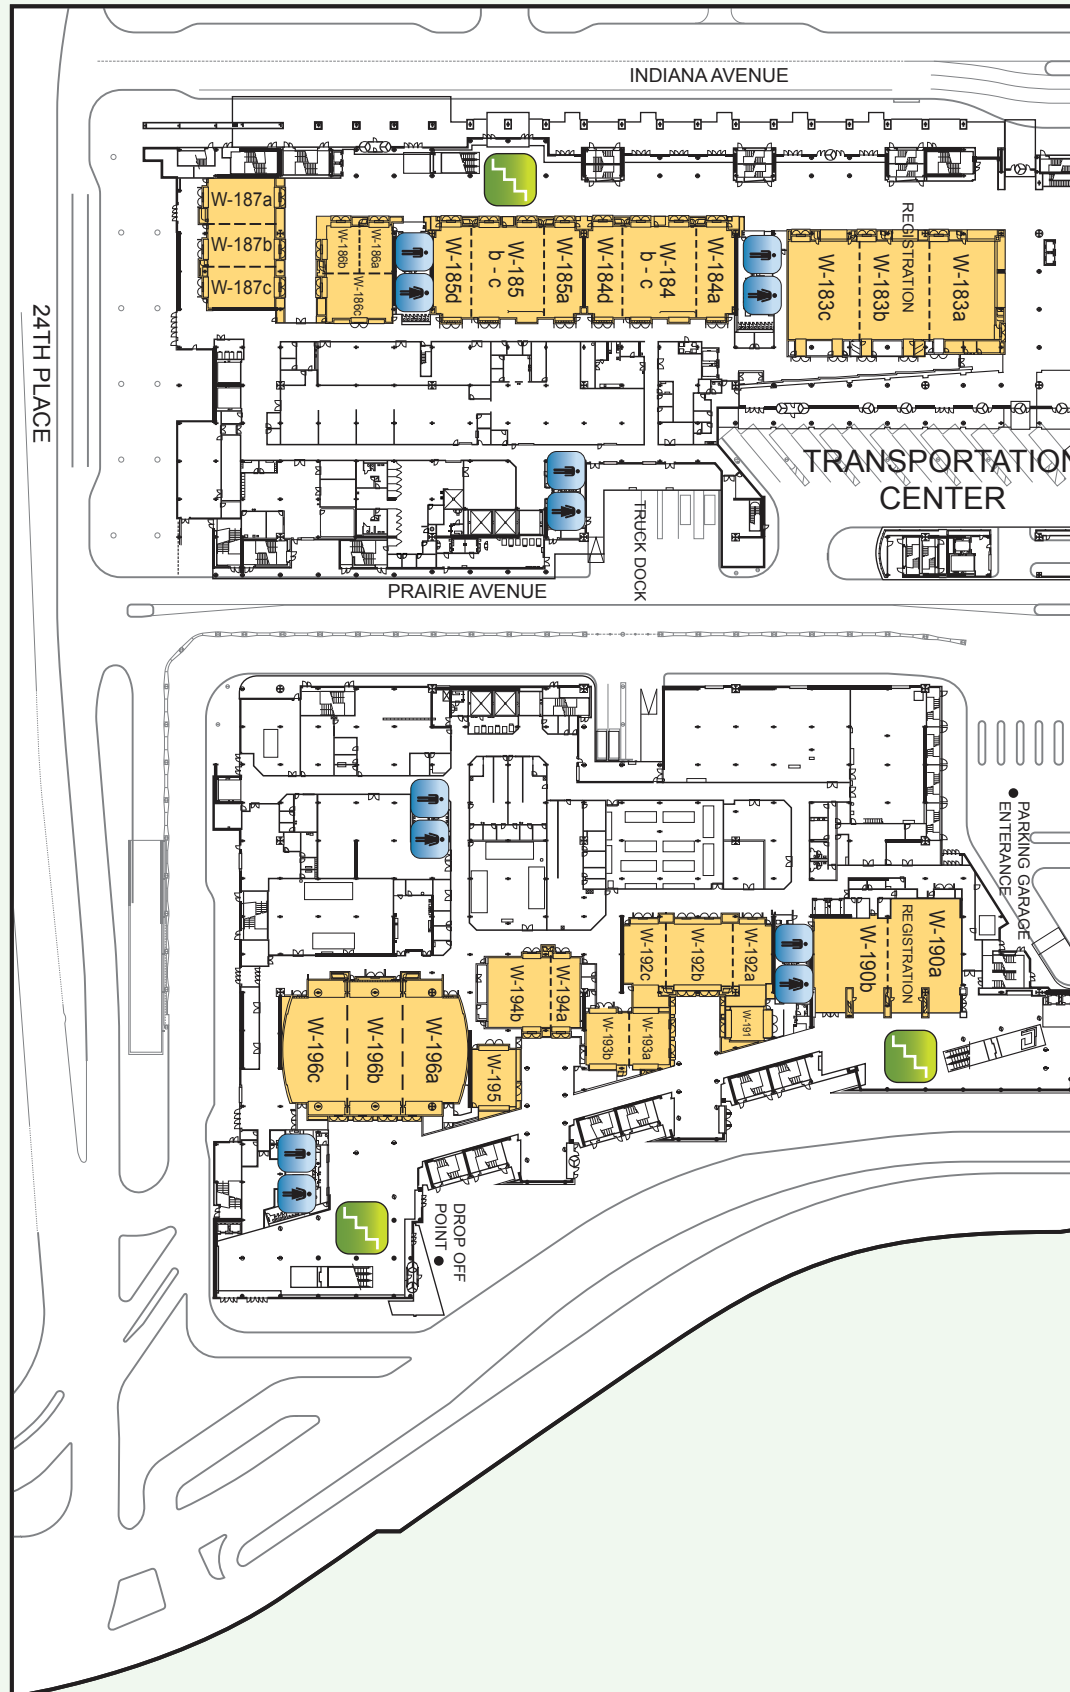 INDIANA AVENUE
W-187a
W-187b
W-187c
W-186b
W-186a
W-186c
W-185d
W-185
b - c
W-185a
W-184d
W-184
b - c
W-184a
REGISTRATION
W-183c
W-183b
W-183a
24TH PLACE
TRANSPORTATION
CENTER
TRUCK DOCK
PRAIRIE AVENUE
PARKING GARAGE
ENTERANCE
W-192c
W-192b
W-192a
W-190b
REGISTRATION
W-190a
W-194b
W-194a
W-193b
W-193a
W-191
W-196c
W-196b
W-196a
W-195
DROP OFF
POINT